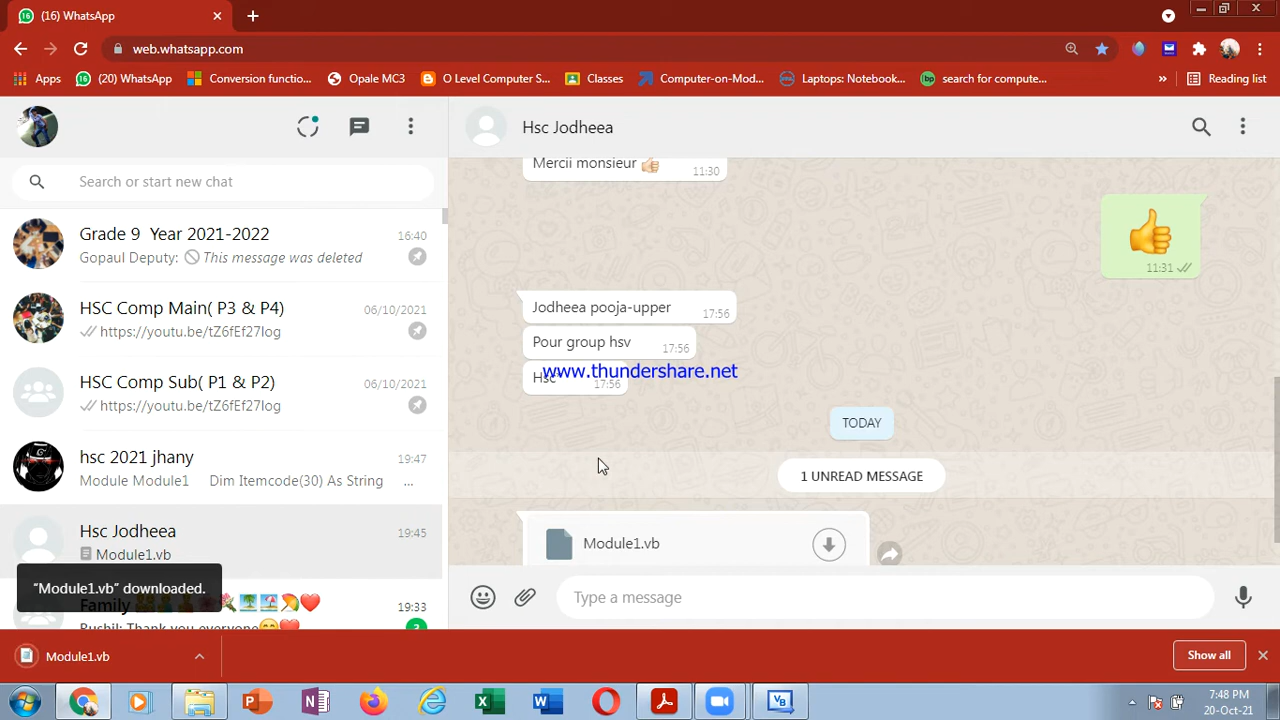 (16) WhatsApp
web.whatsapp.com
Apps
(20) WhatsApp
Conversion functio...
Opale MC3
O Level Computer S...
Classes
Computer-on-Mod...
Laptops: Notebook...
search for compute...
»
Reading list
Hsc Jodheea
Search or start new chat
Grade 9 Year 2021-2022
16:40
Gopaul Deputy: This message was deleted
HSC Comp Main( P3 & P4)
06/10/2021
https://youtu.be/tZ6fEf27log
HSC Comp Sub( P1 & P2)
06/10/2021
https://youtu.be/tZ6fEf27log
hsc 2021 jhany
19:47
Module Module1 Dim Itemcode(30) As String ...
Hsc Jodheea
19:45
Module1.vb
"Module1.vb" downloaded.
Family
19:33
Rushil: Thank you everyone
3
Mercii monsieur
11:30
11:31
Jodheea pooja-upper
17:56
Pour group hsv
17:56
Hsc*
17:56
www.thundershare.net
TODAY
1 UNREAD MESSAGE
Module1.vb
Type a message
Module1.vb
Show all
7:48 PM
20-Oct-21